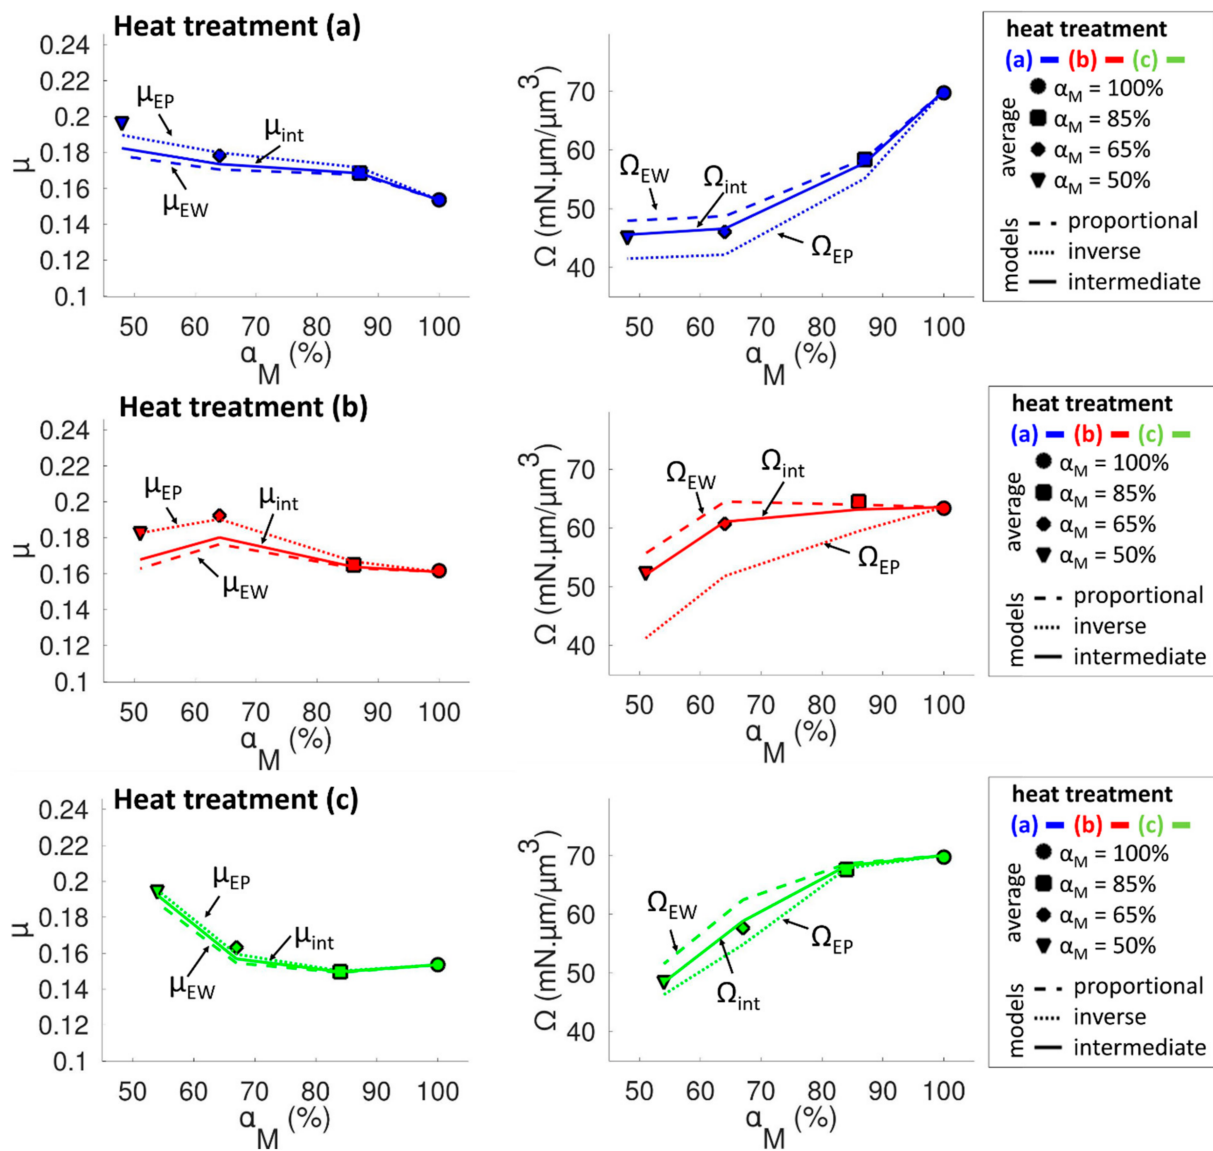 Heat treatment (a)
0.24
0.22
0.2
0.18
0.16
0.14
0.12
0.1
μ
μEP
μint
μEW
50 60 70 80 90 100
αM (%)
70
60
50
40
Ω (mN.μm/μm³)
ΩEW
Ωint
ΩEP
50 60 70 80 90 100
αM (%)
heat treatment
(a) (b) (c)
average
αM = 100%
αM = 85%
αM = 65%
αM = 50%
models
proportional
inverse
intermediate
Heat treatment (b)
0.24
0.22
0.2
0.18
0.16
0.14
0.12
0.1
μ
μEP
μint
μEW
50 60 70 80 90 100
αM (%)
70
60
50
40
Ω (mN.μm/μm³)
ΩEW
Ωint
ΩEP
50 60 70 80 90 100
αM (%)
heat treatment
(a) (b) (c)
average
αM = 100%
αM = 85%
αM = 65%
αM = 50%
models
proportional
inverse
intermediate
Heat treatment (c)
0.24
0.22
0.2
0.18
0.16
0.14
0.12
0.1
μ
μEP
μint
μEW
50 60 70 80 90 100
αM (%)
70
60
50
40
Ω (mN.μm/μm³)
ΩEW
ΩEP
Ωint
50 60 70 80 90 100
αM (%)
heat treatment
(a) (b) (c)
average
αM = 100%
αM = 85%
αM = 65%
αM = 50%
models
proportional
inverse
intermediate